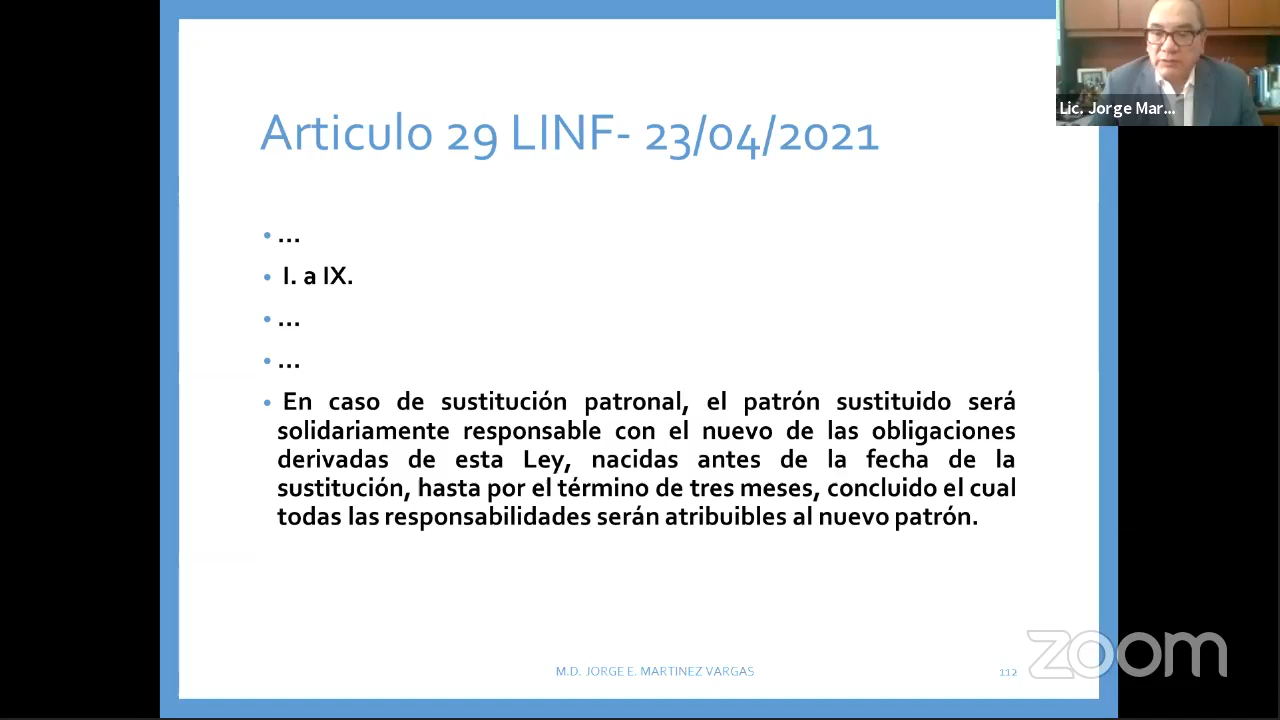 Articulo 29 LINF- 23/04/2021
Lic. Jorge Mar...
• ...
• I. a IX.
• ...
• ...
• En caso de sustitución patronal, el patrón sustituido será
solidariamente responsable con el nuevo de las obligaciones
derivadas de esta Ley, nacidas antes de la fecha de la
sustitución, hasta por el término de tres meses, concluido el cual
todas las responsabilidades serán atribuibles al nuevo patrón.
M.D. JORGE E. MARTINEZ VARGAS
112
zoom